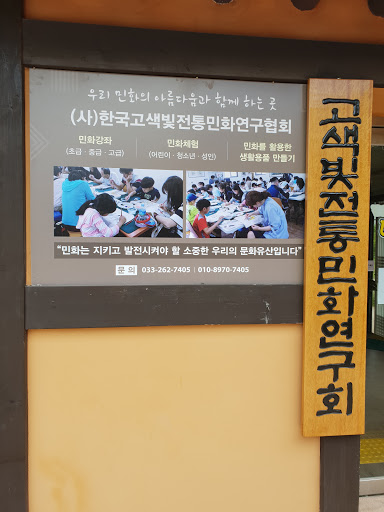 우리 민화의 아름다움과 함께 하는 곳
(사)한국고색빛전통민화연구협회
민화강좌
(초급·중급·고급)
민화체험
(어린이·청소년·성인)
민화를 활용한
생활용품 만들기
"민화는 지키고 발전시켜야 할 소중한 우리의 문화유산입니다"
문의 033-262-7405 | 010-8970-7405
고색빛전통민화연구회